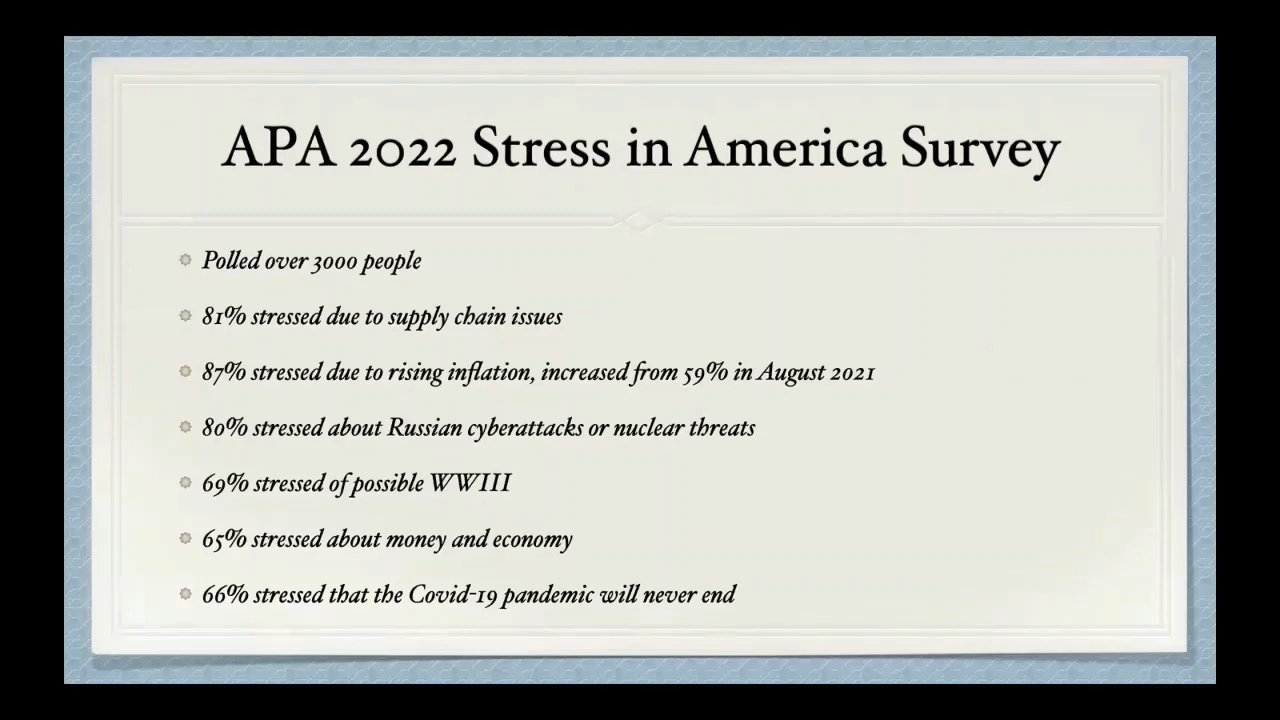 APA 2022 Stress in America Survey
Polled over 3000 people
81% stressed due to supply chain issues
87% stressed due to rising inflation, increased from 59% in August 2021
80% stressed about Russian cyberattacks or nuclear threats
69% stressed of possible WWIII
65% stressed about money and economy
66% stressed that the Covid-19 pandemic will never end